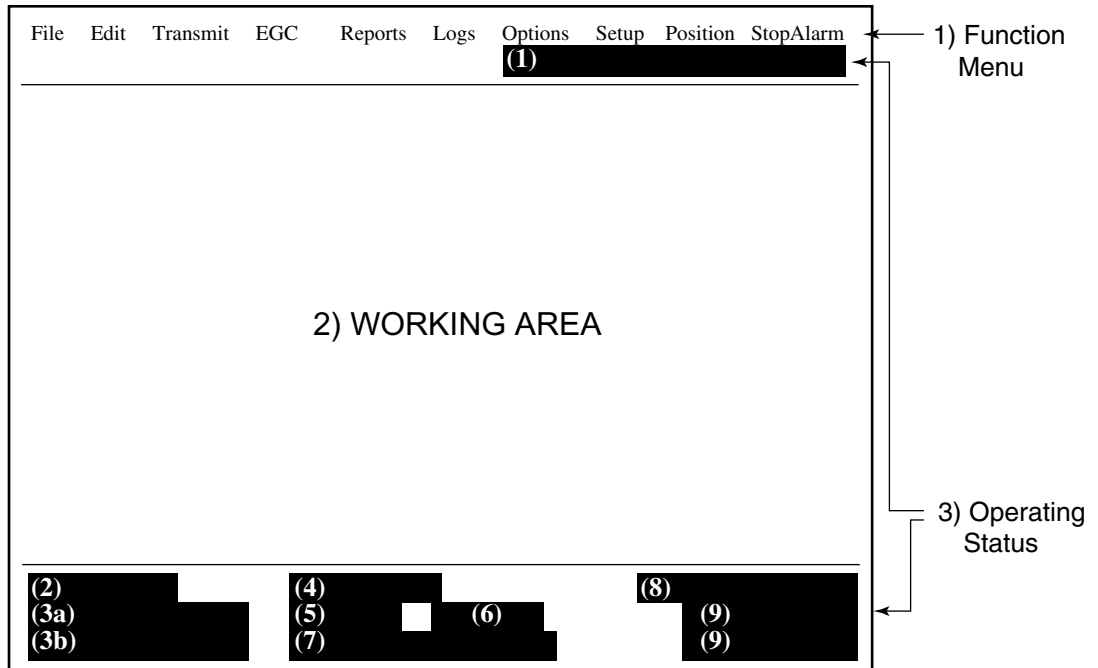 File Edit Transmit EGC Reports Logs Options Setup Position StopAlarm
(1)
1) Function
Menu
2) WORKING AREA
3) Operating
Status
(2) (4) (8)
(3a) (5) (6) (9)
(3b) (7) (9)